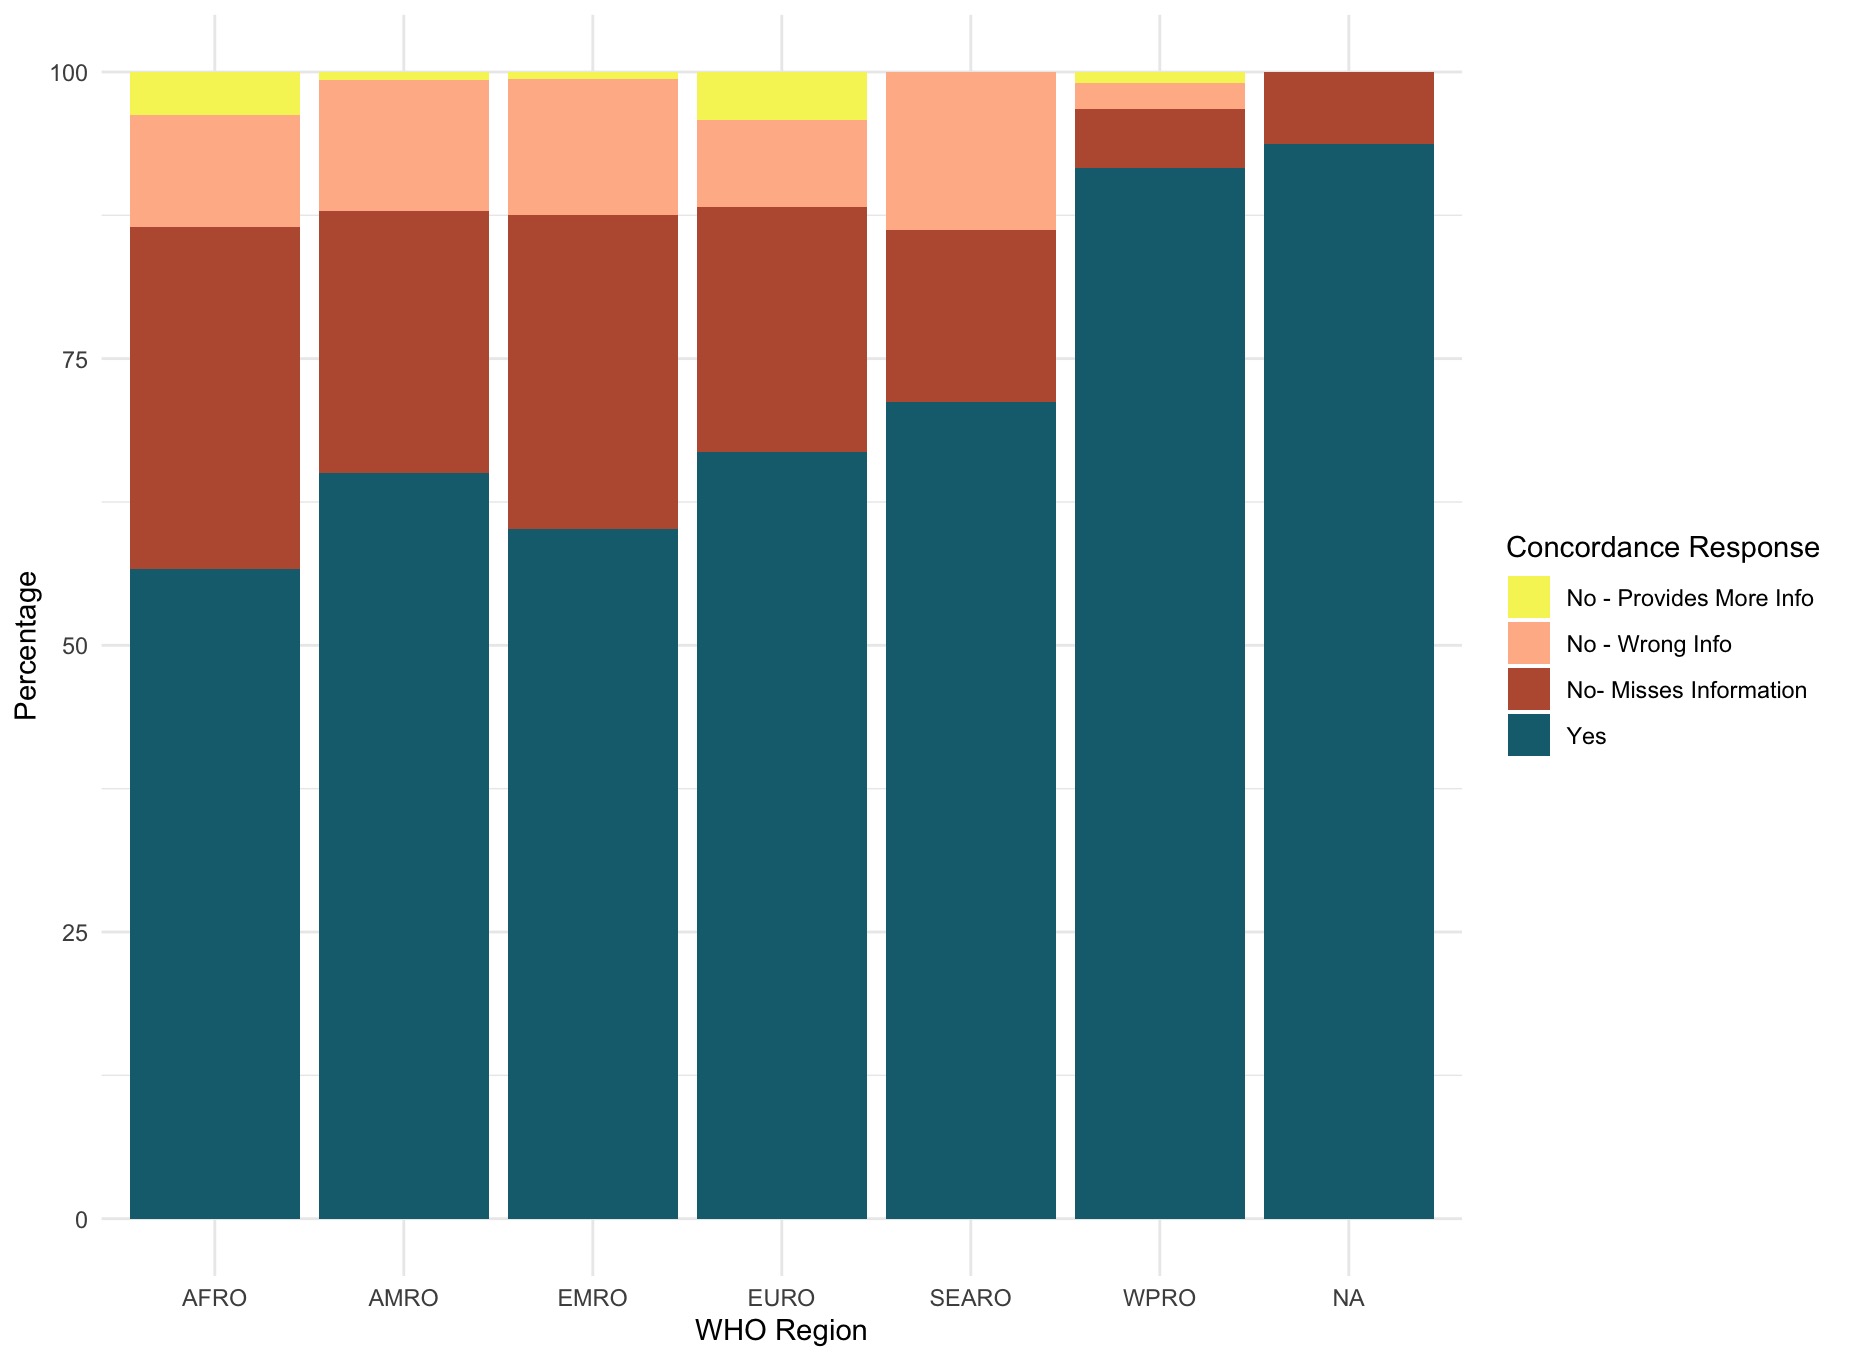 Percentage
100
75
50
25
0
AFRO AMRO EMRO EURO SEARO WPRO NA
WHO Region
Concordance Response
No - Provides More Info
No - Wrong Info
No- Misses Information
Yes